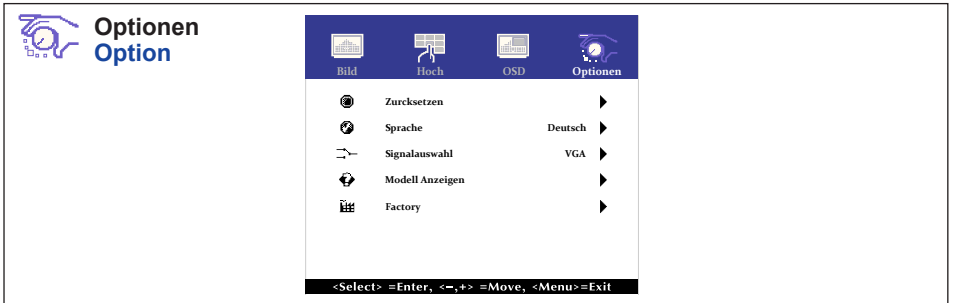 Optionen
Option
Bild Hoch OSD Optionen
Zurcksetzen
Sprache Deutsch
Signalauswahl VGA
Modell Anzeigen
Factory
<Select> =Enter, <−,+> =Move, <Menu>=Exit